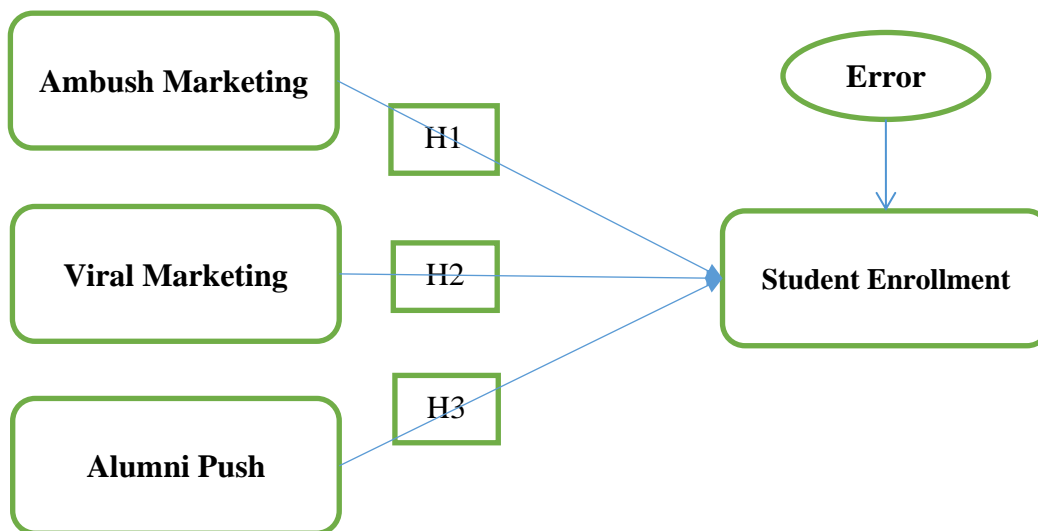 Ambush Marketing
Error
H1
Viral Marketing
H2
Student Enrollment
H3
Alumni Push